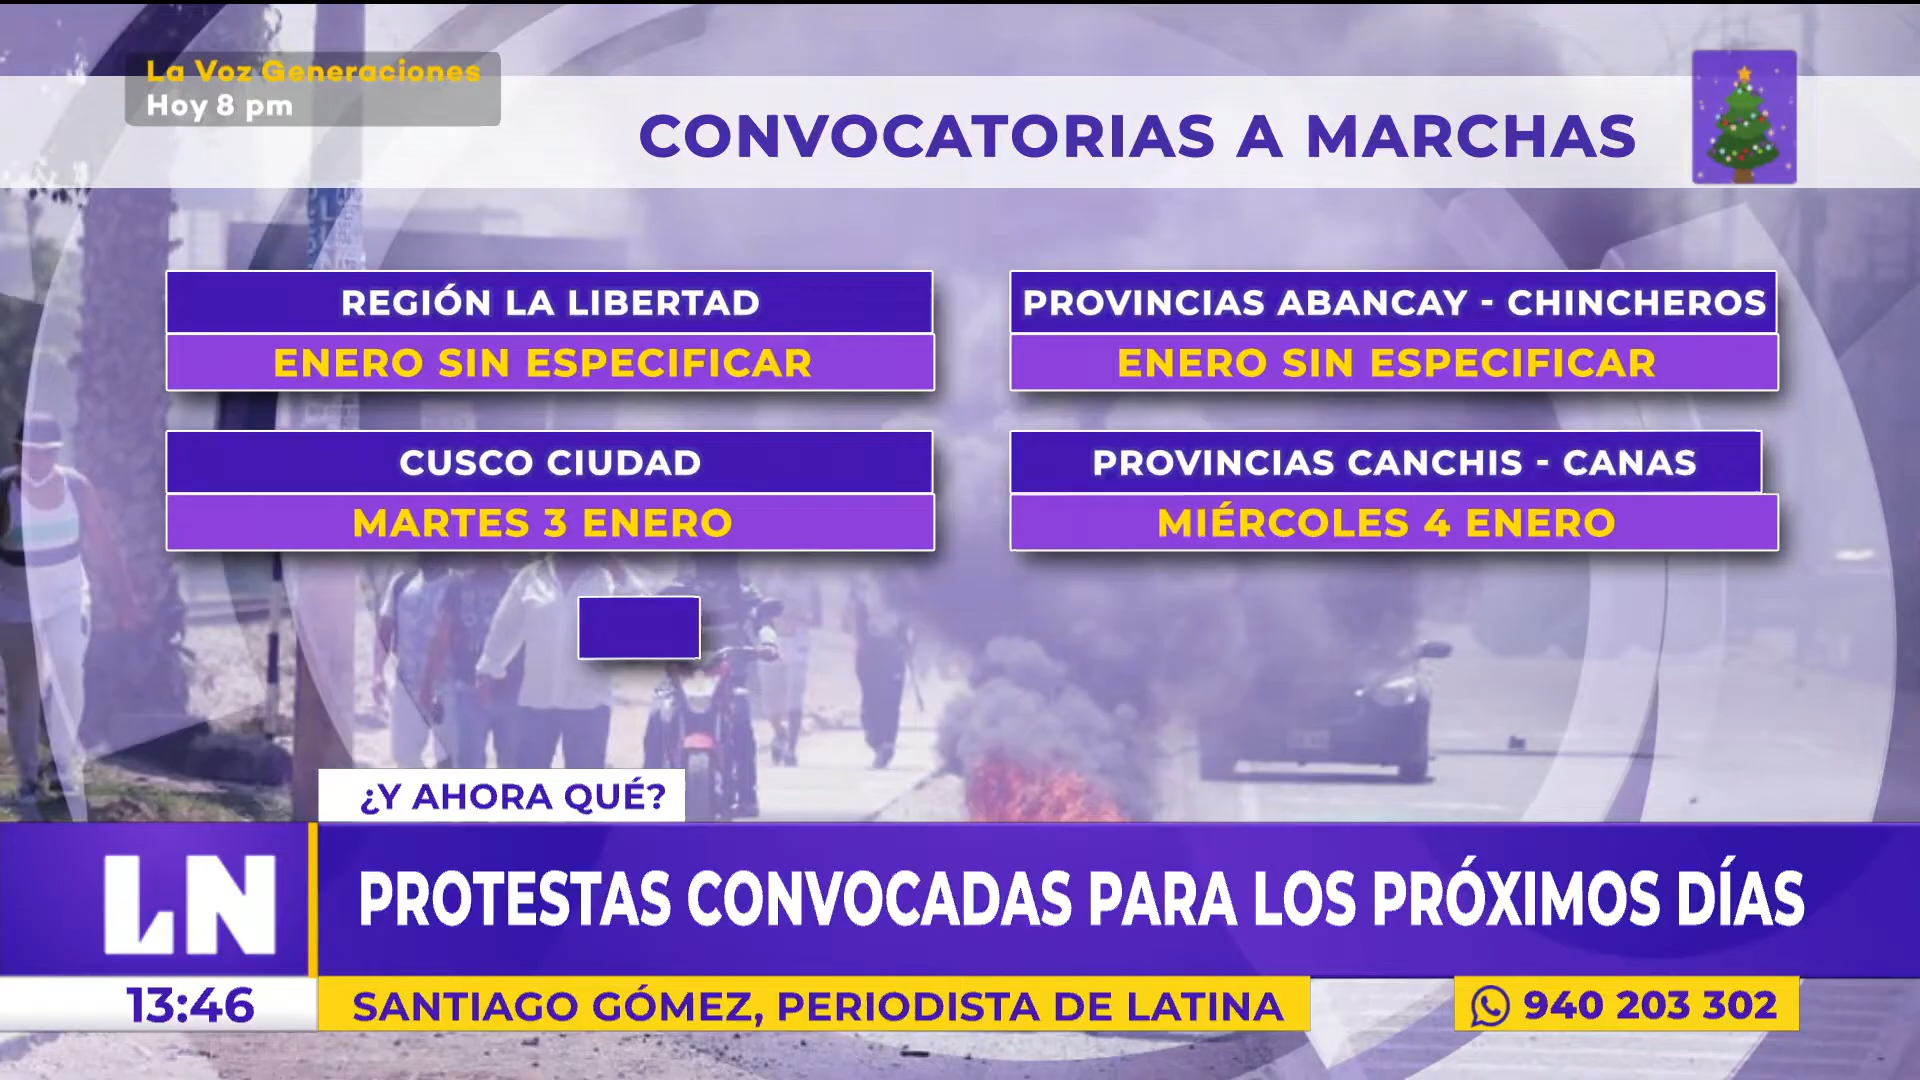 La Voz Generaciones
Hoy 8 pm
CONVOCATORIAS A MARCHAS
REGIÓN LA LIBERTAD
ENERO SIN ESPECIFICAR
PROVINCIAS ABANCAY - CHINCHEROS
ENERO SIN ESPECIFICAR
CUSCO CIUDAD
MARTES 3 ENERO
PROVINCIAS CANCHIS - CANAS
MIÉRCOLES 4 ENERO
¿Y AHORA QUÉ?
LN
PROTESTAS CONVOCADAS PARA LOS PRÓXIMOS DÍAS
13:46
SANTIAGO GÓMEZ, PERIODISTA DE LATINA
940 203 302